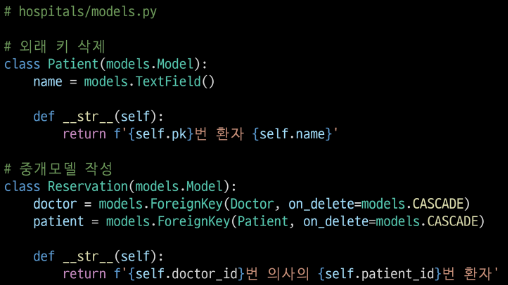 # hospitals/models.py

# 외래 키 삭제
class Patient(models.Model):
    name = models.TextField()

    def __str__(self):
        return f'{self.pk}번 환자 {self.name}'

# 중개모델 작성
class Reservation(models.Model):
    doctor = models.ForeignKey(Doctor, on_delete=models.CASCADE)
    patient = models.ForeignKey(Patient, on_delete=models.CASCADE)

    def __str__(self):
        return f'{self.doctor_id}번 의사의 {self.patient_id}번 환자'